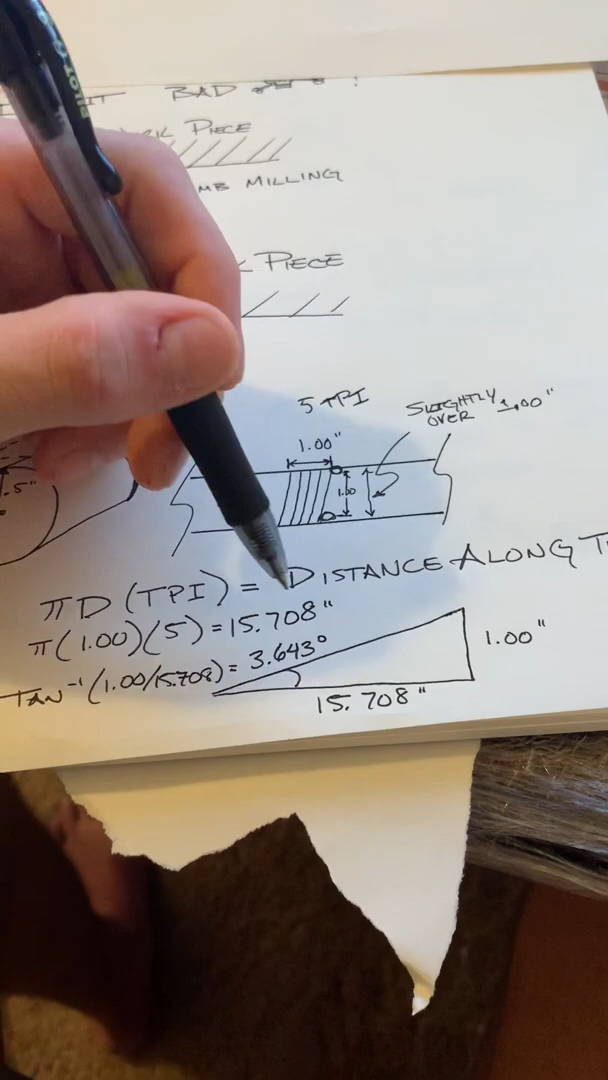 BAD
PIECE
MILLING
PIECE
5 TPI
SLIGHTLY
OVER 1.00"
1.00"
1.00
.5"
πD (TPI) = DISTANCE ALONG
π(1.00)(5) = 15.708"
TAN⁻¹(1.00/15.708) = 3.643°
1.00"
15.708"